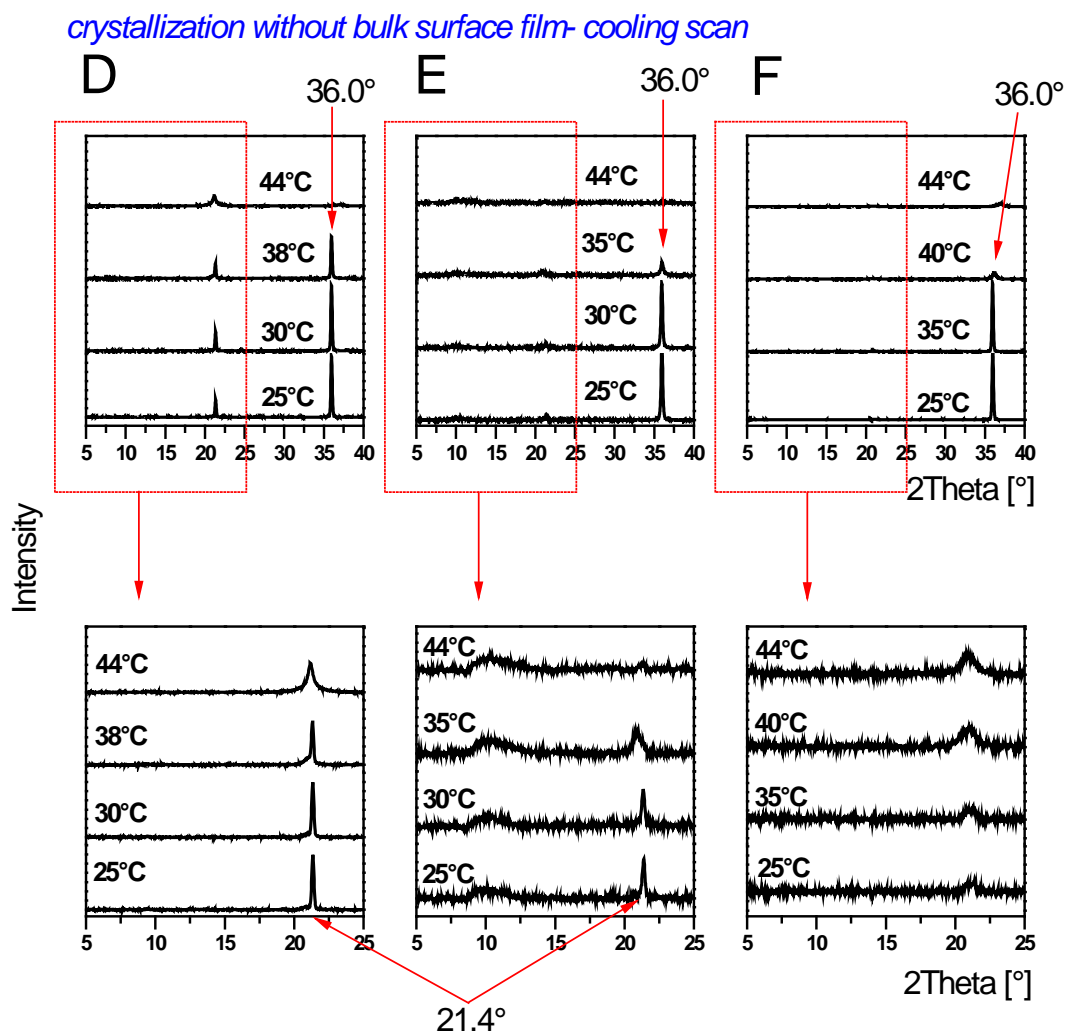 crystallization without bulk surface film- cooling scan
D E F
36.0° 36.0° 36.0°
44°C 44°C 44°C
38°C 35°C 40°C
30°C 30°C 35°C
25°C 25°C 25°C
5 10 15 20 25 30 35 40 5 10 15 20 25 30 35 40 5 10 15 20 25 30 35 40
2Theta [°]
Intensity
44°C 44°C 44°C
38°C 35°C 40°C
30°C 30°C 35°C
25°C 25°C 25°C
5 10 15 20 25 5 10 15 20 25 5 10 15 20 25
2Theta [°]
21.4°